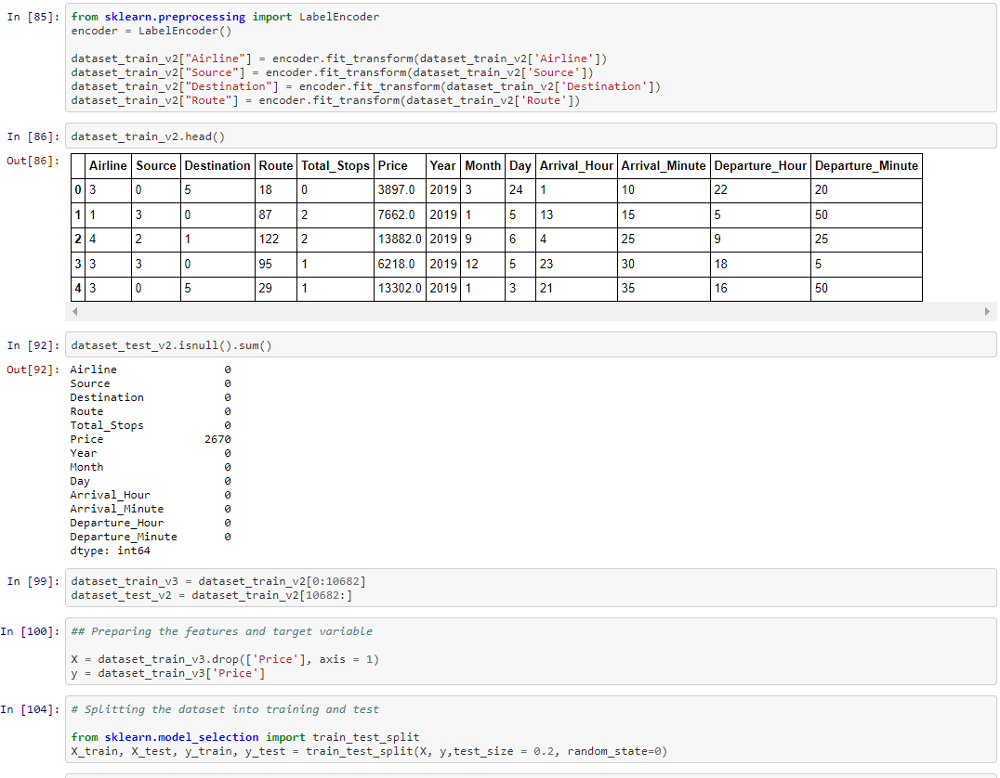 In [85]: from sklearn.preprocessing import LabelEncoder
encoder = LabelEncoder()
dataset_train_v2["Airline"] = encoder.fit_transform(dataset_train_v2['Airline'])
dataset_train_v2["Source"] = encoder.fit_transform(dataset_train_v2['Source'])
dataset_train_v2["Destination"] = encoder.fit_transform(dataset_train_v2['Destination'])
dataset_train_v2["Route"] = encoder.fit_transform(dataset_train_v2['Route'])
In [86]: dataset_train_v2.head()
Out[86]:
Airline Source Destination Route Total_Stops Price Year Month Day Arrival_Hour Arrival_Minute Departure_Hour Departure_Minute
0 3 0 5 18 0 3897.0 2019 3 24 1 10 22 20
1 1 3 0 87 2 7662.0 2019 1 5 13 15 5 50
2 4 2 1 122 2 13882.0 2019 9 6 4 25 9 25
3 3 3 0 95 1 6218.0 2019 12 5 23 30 18 5
4 3 0 5 29 1 13302.0 2019 1 3 21 35 16 50
In [92]: dataset_test_v2.isnull().sum()
Out[92]: Airline 0
Source 0
Destination 0
Route 0
Total_Stops 0
Price 2670
Year 0
Month 0
Day 0
Arrival_Hour 0
Arrival_Minute 0
Departure_Hour 0
Departure_Minute 0
dtype: int64
In [99]: dataset_train_v3 = dataset_train_v2[0:10682]
dataset_test_v2 = dataset_train_v2[10682:]
In [100]: ## Preparing the features and target variable
X = dataset_train_v3.drop(['Price'], axis = 1)
y = dataset_train_v3['Price']
In [104]: # Splitting the dataset into training and test
from sklearn.model_selection import train_test_split
X_train, X_test, y_train, y_test = train_test_split(X, y,test_size = 0.2, random_state=0)